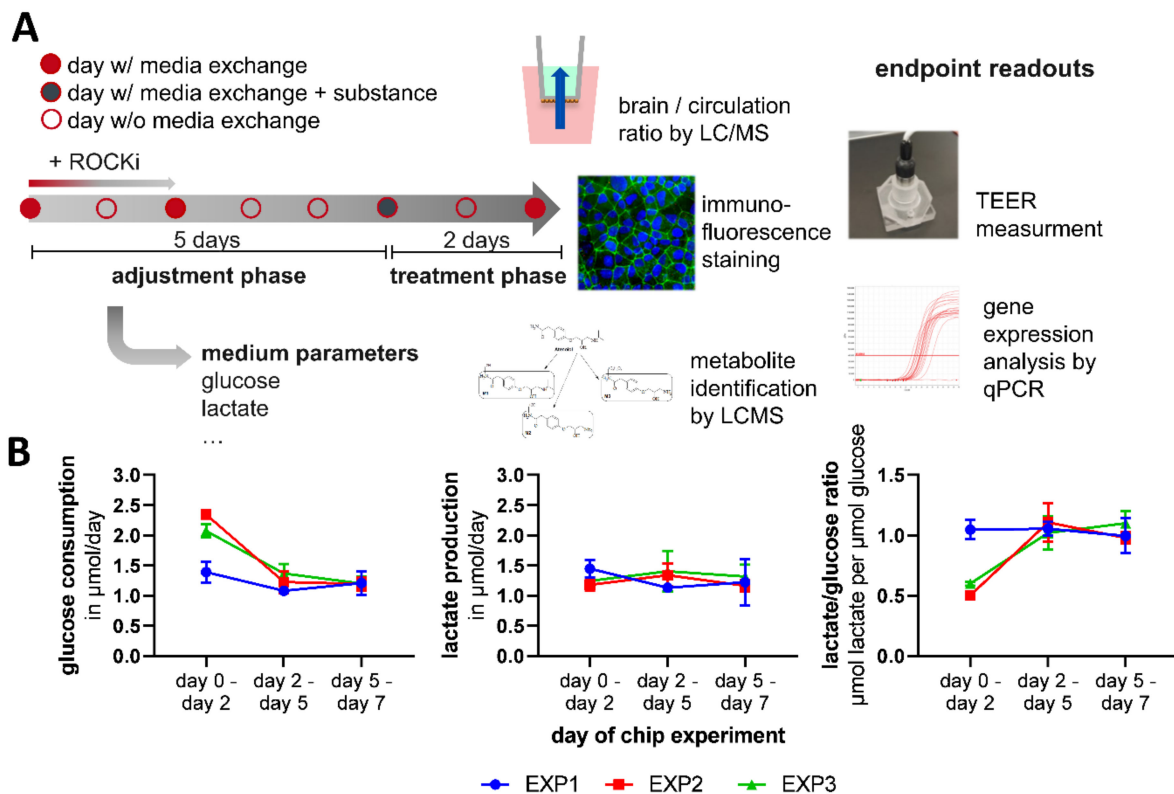 A
day w/ media exchange
day w/ media exchange + substance
day w/o media exchange
+ ROCKi
5 days
2 days
adjustment phase
treatment phase
medium parameters
glucose
lactate
...
brain / circulation
ratio by LC/MS
immuno-
fluorescence
staining
metabolite
identification
by LCMS
endpoint readouts
TEER
measurment
gene
expression
analysis by
qPCR
B
glucose consumption
in µmol/day
3.0
2.5
2.0
1.5
1.0
0.5
0.0
day 0 -
day 2
day 2 -
day 5
day 5 -
day 7
lactate production
in µmol/day
3.0
2.5
2.0
1.5
1.0
0.5
0.0
day 0 -
day 2
day 2 -
day 5
day 5 -
day 7
lactate/glucose ratio
µmol lactate per µmol glucose
1.5
1.0
0.5
0.0
day 0 -
day 2
day 2 -
day 5
day 5 -
day 7
day of chip experiment
EXP1
EXP2
EXP3